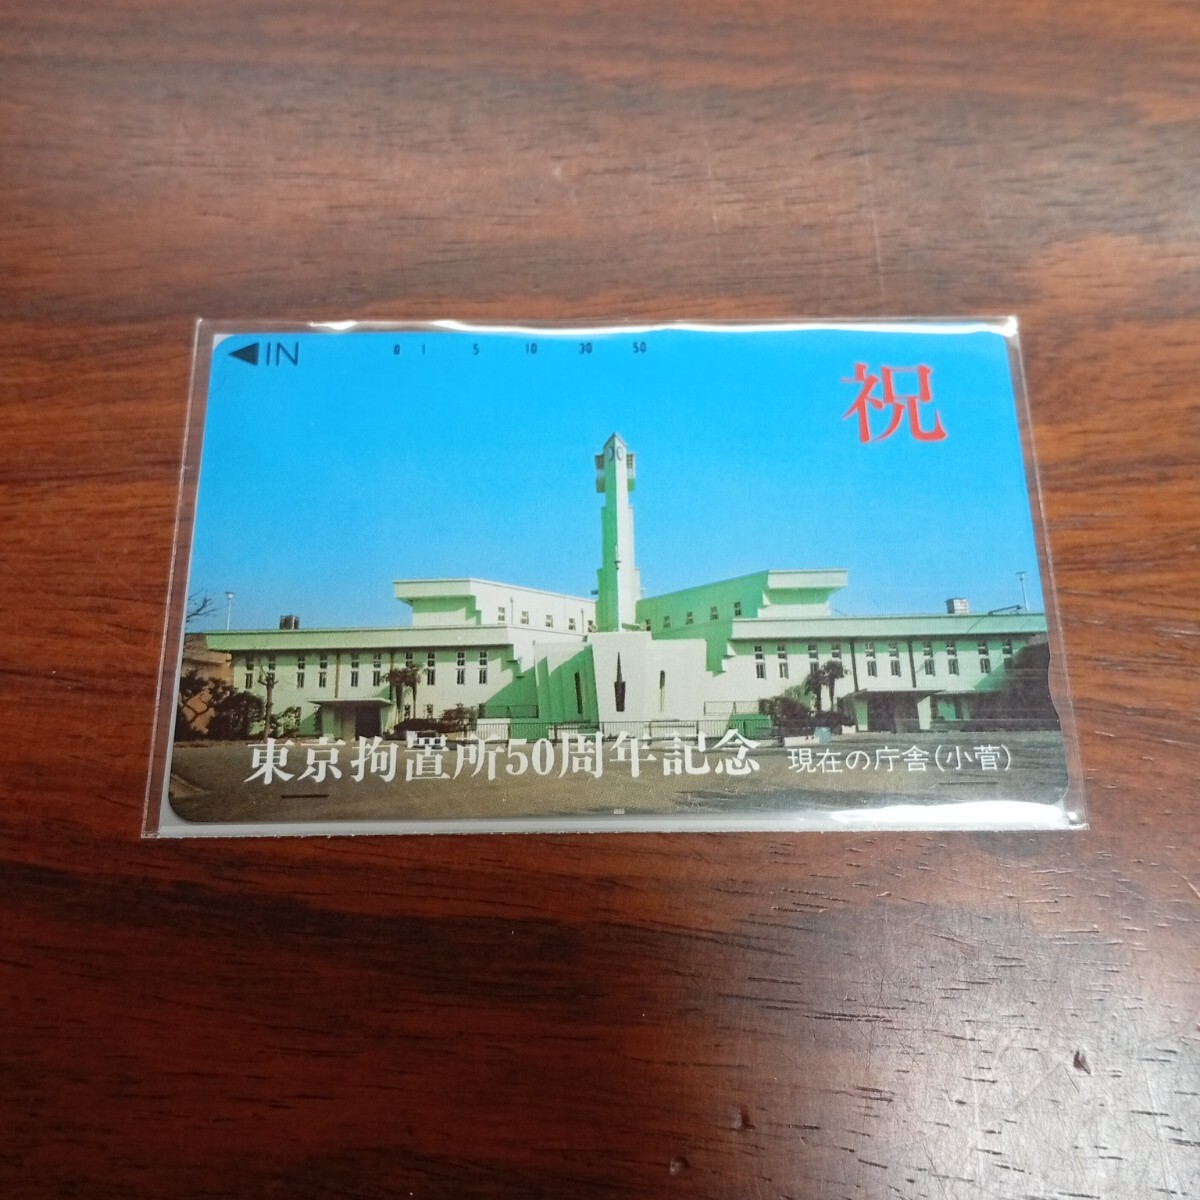 ◀IN 0 1 5 10 30 50
祝
東京拘置所50周年記念 現在の庁舎(小菅)